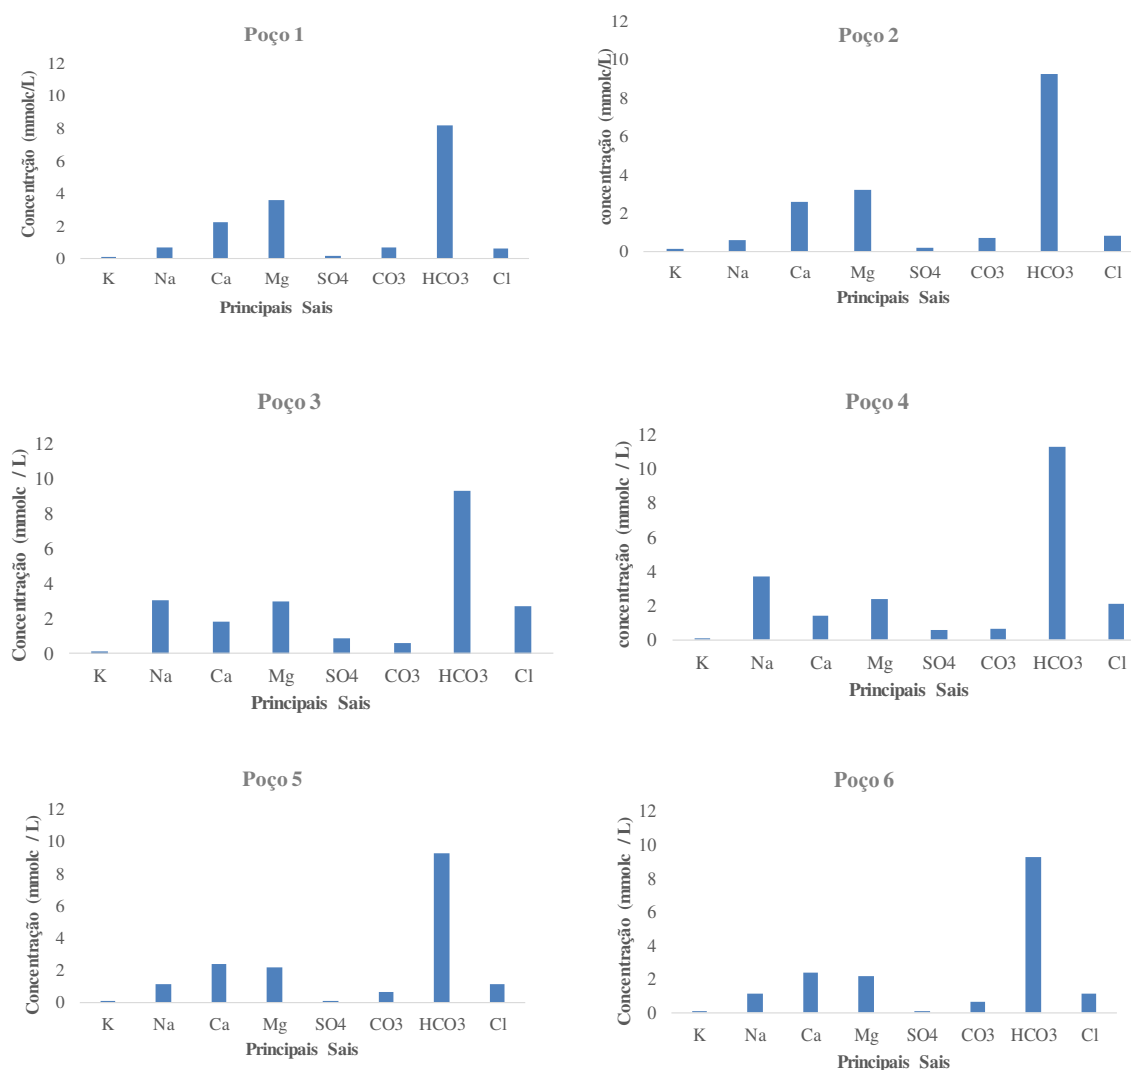 Poço 1
Concentrção (mmolc/L)
12
10
8
6
4
2
0
K Na Ca Mg SO4 CO3 HCO3 Cl
Principais Sais
Poço 2
concentração (mmolc/L)
12
10
8
6
4
2
0
K Na Ca Mg SO4 CO3 HCO3 Cl
Principais Sais
Poço 3
Concentração (mmolc / L)
12
10
8
6
4
2
0
K Na Ca Mg SO4 CO3 HCO3 Cl
Principais Sais
Poço 4
concentração (mmolc / L)
12
10
8
6
4
2
0
K Na Ca Mg SO4 CO3 HCO3 Cl
Principais Sais
Poço 5
Concentração (mmolc / L)
12
10
8
6
4
2
0
K Na Ca Mg SO4 CO3 HCO3 Cl
Principais Sais
Poço 6
Concentração (mmolc / L)
12
10
8
6
4
2
0
K Na Ca Mg SO4 CO3 HCO3 Cl
Principais Sais